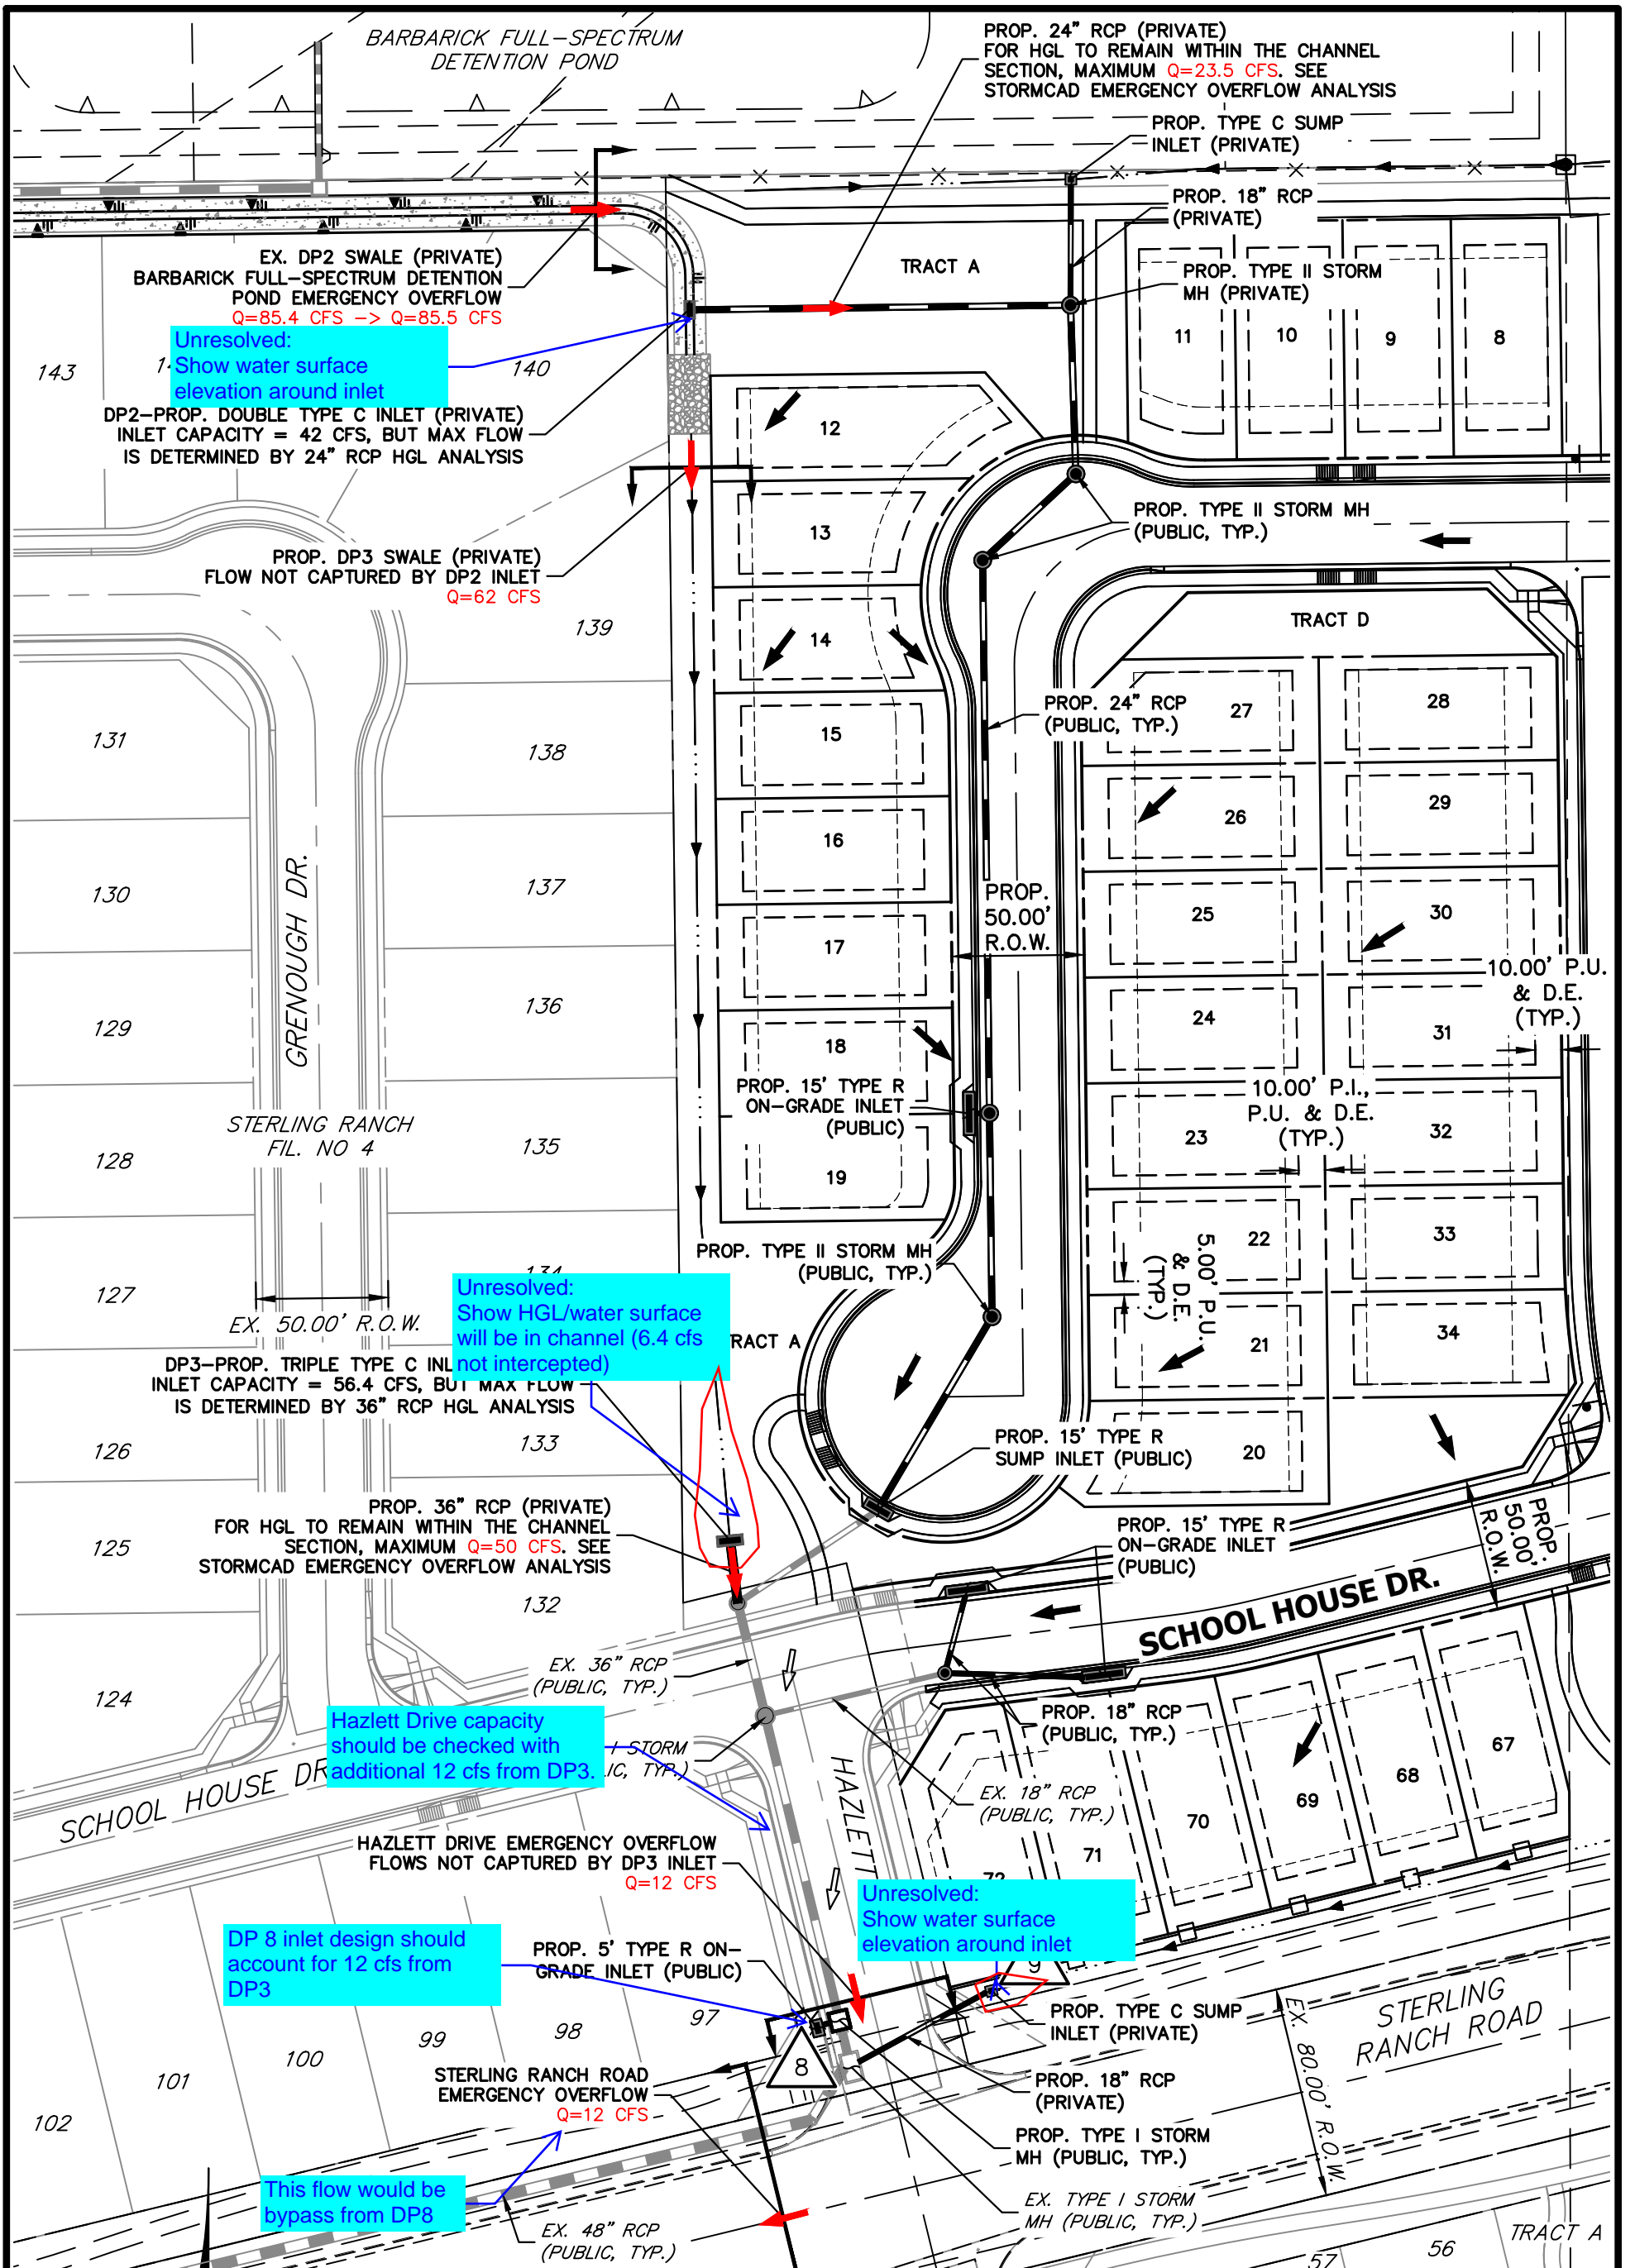 BARBARICK FULL-SPECTRUM
DETENTION POND
PROP. 24" RCP (PRIVATE)
FOR HGL TO REMAIN WITHIN THE CHANNEL
SECTION, MAXIMUM Q=23.5 CFS. SEE
STORMCAD EMERGENCY OVERFLOW ANALYSIS
PROP. TYPE C SUMP
INLET (PRIVATE)
PROP. 18" RCP
(PRIVATE)
EX. DP2 SWALE (PRIVATE)
BARBARICK FULL-SPECTRUM DETENTION
POND EMERGENCY OVERFLOW
Q=85.4 CFS -> Q=85.5 CFS
TRACT A
PROP. TYPE II STORM
MH (PRIVATE)
11
10
9
8
Unresolved:
Show water surface
elevation around inlet
143
140
DP2-PROP. DOUBLE TYPE C INLET (PRIVATE)
INLET CAPACITY = 42 CFS, BUT MAX FLOW
IS DETERMINED BY 24" RCP HGL ANALYSIS
12
13
PROP. TYPE II STORM MH
(PUBLIC, TYP.)
PROP. DP3 SWALE (PRIVATE)
FLOW NOT CAPTURED BY DP2 INLET
Q=62 CFS
139
14
TRACT D
131
138
15
PROP. 24" RCP
(PUBLIC, TYP.)
27
28
26
29
16
130
137
GRENOUGH DR.
PROP.
50.00'
R.O.W.
25
30
17
10.00' P.U.
& D.E.
(TYP.)
129
136
24
31
18
PROP. 15' TYPE R
ON-GRADE INLET
(PUBLIC)
10.00' P.I.,
P.U. & D.E.
(TYP.)
STERLING RANCH
FIL. NO 4
128
135
23
32
19
PROP. TYPE II STORM MH
(PUBLIC, TYP.)
22
33
5.00' P.U.
& D.E.
(TYP.)
127
134
EX. 50.00' R.O.W.
Unresolved:
Show HGL/water surface
will be in channel (6.4 cfs
not intercepted)
TRACT A
21
34
DP3-PROP. TRIPLE TYPE C INL
INLET CAPACITY = 56.4 CFS, BUT MAX FLOW
IS DETERMINED BY 36" RCP HGL ANALYSIS
126
133
PROP. 15' TYPE R
SUMP INLET (PUBLIC)
20
PROP. 36" RCP (PRIVATE)
FOR HGL TO REMAIN WITHIN THE CHANNEL
SECTION, MAXIMUM Q=50 CFS. SEE
STORMCAD EMERGENCY OVERFLOW ANALYSIS
125
132
PROP. 15' TYPE R
ON-GRADE INLET
(PUBLIC)
PROP.
50.00'
R.O.W.
SCHOOL HOUSE DR.
124
EX. 36" RCP
(PUBLIC, TYP.)
PROP. 18" RCP
(PUBLIC, TYP.)
Hazlett Drive capacity
should be checked with
additional 12 cfs from DP3.
I STORM
IC, TYP.)
SCHOOL HOUSE DR
HAZLETT
EX. 18" RCP
(PUBLIC, TYP.)
67
68
69
70
71
72
HAZLETT DRIVE EMERGENCY OVERFLOW
FLOWS NOT CAPTURED BY DP3 INLET
Q=12 CFS
Unresolved:
Show water surface
elevation around inlet
9
DP 8 inlet design should
account for 12 cfs from
DP3
PROP. 5' TYPE R ON-
GRADE INLET (PUBLIC)
97
98
99
100
101
102
8
PROP. TYPE C SUMP
INLET (PRIVATE)
EX. 80.00' R.O.W.
STERLING
RANCH ROAD
STERLING RANCH ROAD
EMERGENCY OVERFLOW
Q=12 CFS
PROP. 18" RCP
(PRIVATE)
PROP. TYPE I STORM
MH (PUBLIC, TYP.)
This flow would be
bypass from DP8
EX. 48" RCP
(PUBLIC, TYP.)
EX. TYPE I STORM
MH (PUBLIC, TYP.)
57
56
TRACT A